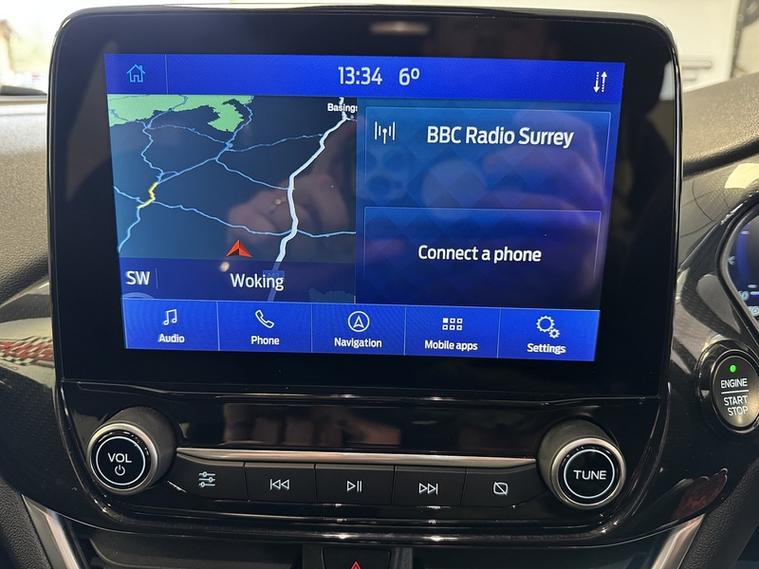 13:34 6°
Basings
BBC Radio Surrey
Connect a phone
SW
Woking
Audio
Phone
Navigation
Mobile apps
Settings
ENGINE
START
STOP
VOL
TUNE